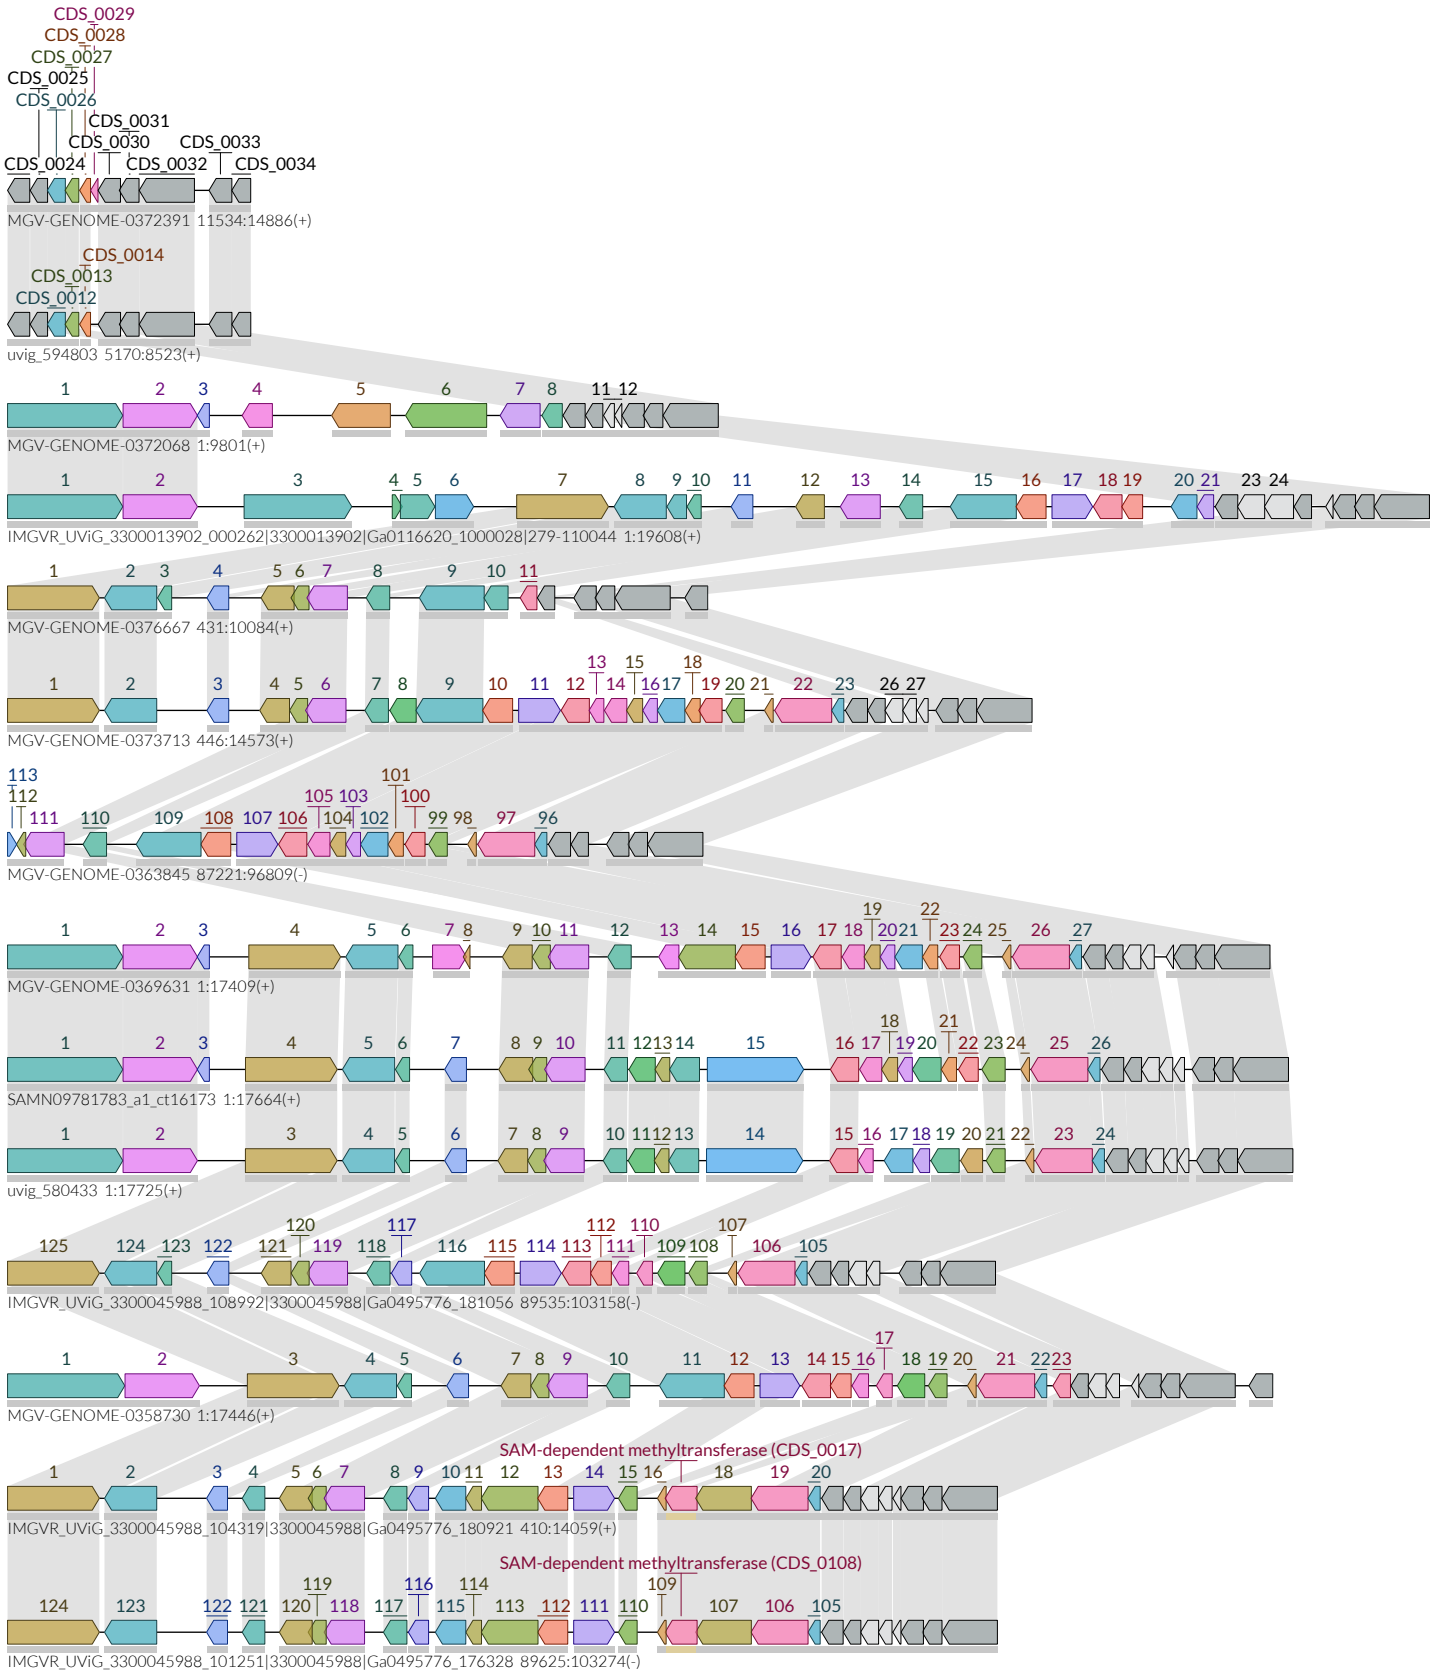 CDS_0029
CDS_0028
CDS_0027
CDS_0025
CDS_0026
CDS_0031
CDS_0030 CDS_0033
CDS_0024 CDS_0032 CDS_0034
MGV-GENOME-0372391 11534:14886(+)
CDS_0014
CDS_0013
CDS_0012
uvig_594803 5170:8523(+)
1 2 3 4 5 6 7 8 11 12
MGV-GENOME-0372068 1:9801(+)
1 2 3 4 5 6 7 8 9 10 11 12 13 14 15 16 17 18 19 20 21 23 24
IMGVR_UViG_3300013902_000262|3300013902|Ga0116620_1000028|279-110044 1:19608(+)
1 2 3 4 5 6 7 8 9 10 11
MGV-GENOME-0376667 431:10084(+)
13 15 18
1 2 3 4 5 6 7 8 9 10 11 12 14 16 17 19 20 21 22 23 26 27
MGV-GENOME-0373713 446:14573(+)
113 101
112 105 103 100
111 110 109 108 107 106 104 102 99 98 97 96
MGV-GENOME-0363845 87221:96809(-)
19 22
1 2 3 4 5 6 7 8 9 10 11 12 13 14 15 16 17 18 20 21 23 24 25 26 27
MGV-GENOME-0369631 1:17409(+)
18 21
1 2 3 4 5 6 7 8 9 10 11 12 13 14 15 16 17 19 20 22 23 24 25 26
SAMN09781783_a1_ct16173 1:17664(+)
1 2 3 4 5 6 7 8 9 10 11 12 13 14 15 16 17 18 19 20 21 22 23 24
uvig_580433 1:17725(+)
120 117 112 110 107
125 124 123 122 121 119 118 116 115 114 113 111 109 108 106 105
IMGVR_UViG_3300045988_108992|3300045988|Ga0495776_181056 89535:103158(-)
17
1 2 3 4 5 6 7 8 9 10 11 12 13 14 15 16 18 19 20 21 22 23
MGV-GENOME-0358730 1:17446(+)
SAM-dependent methyltransferase (CDS_0017)
1 2 3 4 5 6 7 8 9 10 11 12 13 14 15 16 18 19 20
IMGVR_UViG_3300045988_104319|3300045988|Ga0495776_180921 410:14059(+)
SAM-dependent methyltransferase (CDS_0108)
119 116 114 109
124 123 122 121 120 118 117 115 113 112 111 110 107 106 105
IMGVR_UViG_3300045988_101251|3300045988|Ga0495776_176328 89625:103274(-)